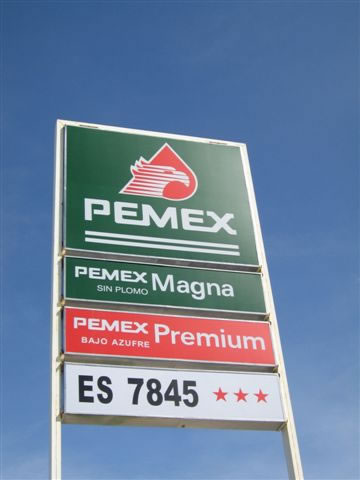 PEMEX
PEMEX Magna
SIN PLOMO
PEMEX Premium
BAJO AZUFRE
ES 7845 ★★★